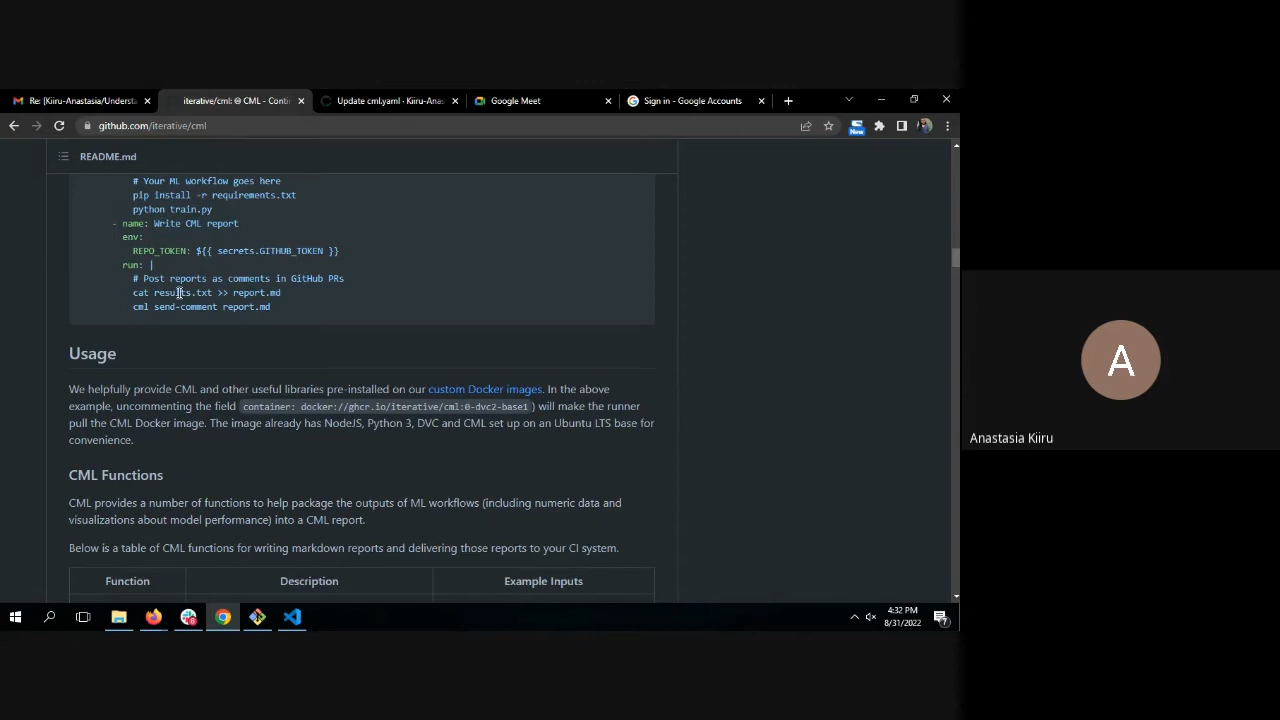 Re: [Kiiru-Anastasia/Understa
iterative/cml: @ CML - Conti
Update cml.yaml · Kiiru-Anas
Google Meet
Sign in - Google Accounts
github.com/iterative/cml
New
README.md
# Your ML workflow goes here
pip install -r requirements.txt
python train.py
- name: Write CML report
env:
REPO_TOKEN: ${{ secrets.GITHUB_TOKEN }}
run: |
# Post reports as comments in GitHub PRs
cat results.txt >> report.md
cml send-comment report.md
Usage
We helpfully provide CML and other useful libraries pre-installed on our custom Docker images. In the above
example, uncommenting the field container: docker://ghcr.io/iterative/cml:0-dvc2-base1 ) will make the runner
pull the CML Docker image. The image already has NodeJS, Python 3, DVC and CML set up on an Ubuntu LTS base for
convenience.
CML Functions
CML provides a number of functions to help package the outputs of ML workflows (including numeric data and
visualizations about model performance) into a CML report.
Below is a table of CML functions for writing markdown reports and delivering those reports to your CI system.
Function Description Example Inputs
4:32 PM
8/31/2022
7
A
Anastasia Kiiru